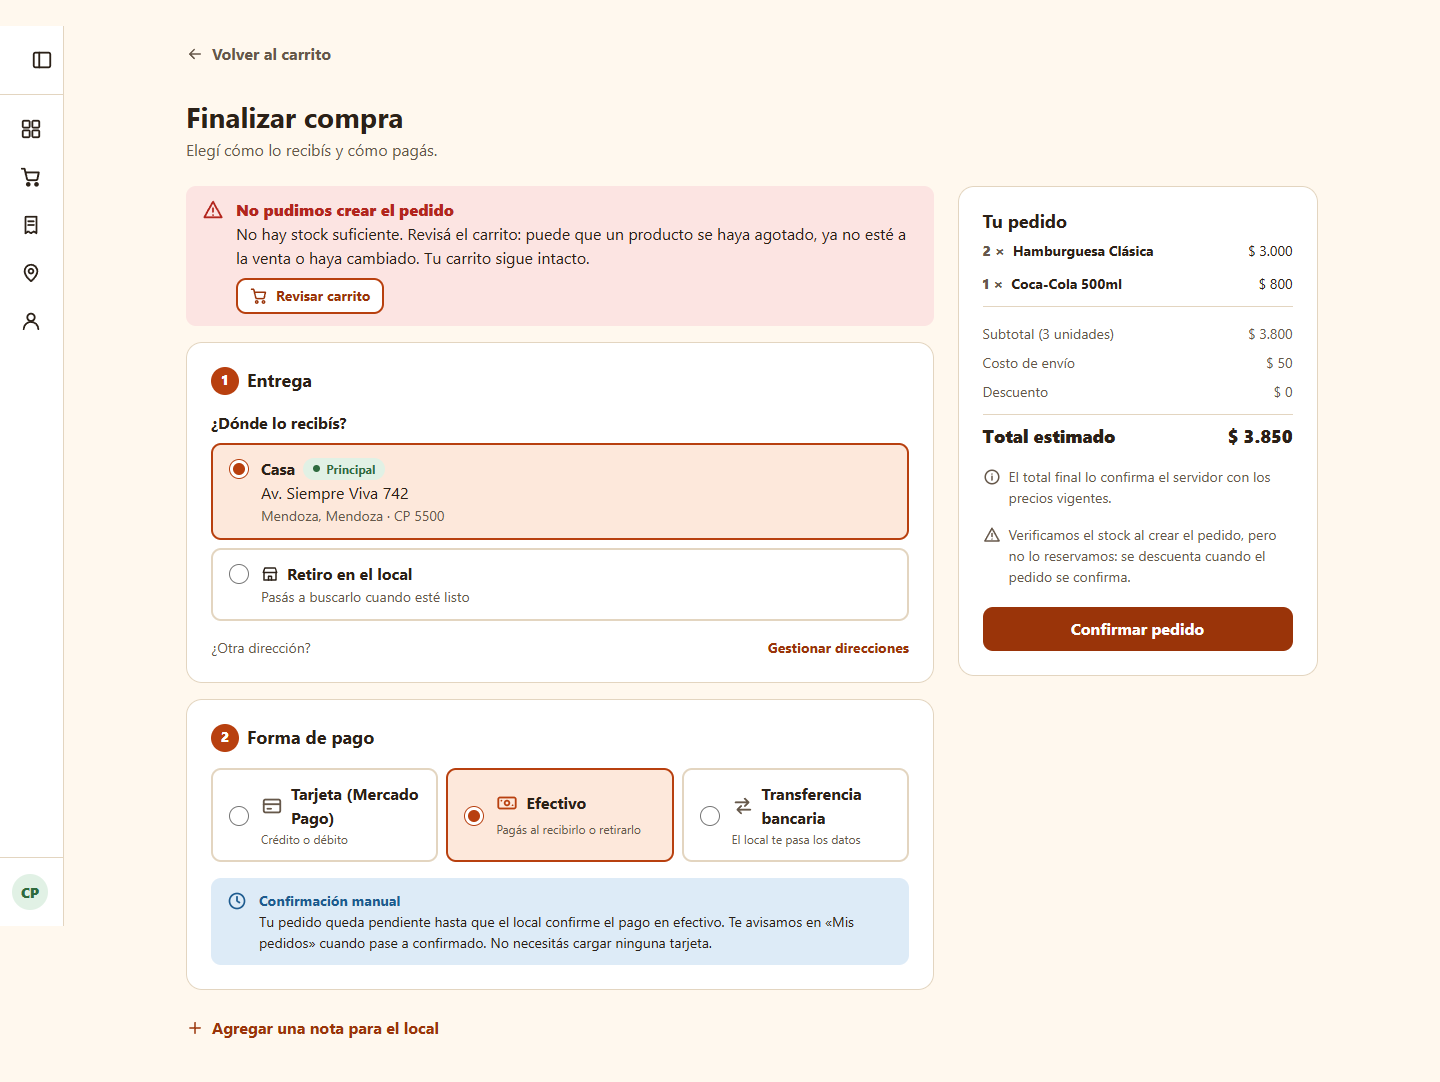 Volver al carrito
Finalizar compra
Elegí cómo lo recibís y cómo pagás.
No pudimos crear el pedido
No hay stock suficiente. Revisá el carrito: puede que un producto se haya agotado, ya no esté a
la venta o haya cambiado. Tu carrito sigue intacto.
Revisar carrito
1 Entrega
¿Dónde lo recibís?
Casa Principal
Av. Siempre Viva 742
Mendoza, Mendoza · CP 5500
Retiro en el local
Pasás a buscarlo cuando esté listo
¿Otra dirección? Gestionar direcciones
2 Forma de pago
Tarjeta (Mercado
Pago)
Crédito o débito
Efectivo
Pagás al recibirlo o retirarlo
Transferencia
bancaria
El local te pasa los datos
Confirmación manual
Tu pedido queda pendiente hasta que el local confirme el pago en efectivo. Te avisamos en «Mis
pedidos» cuando pase a confirmado. No necesitás cargar ninguna tarjeta.
Agregar una nota para el local
Tu pedido
2 × Hamburguesa Clásica $ 3.000
1 × Coca-Cola 500ml $ 800
Subtotal (3 unidades) $ 3.800
Costo de envío $ 50
Descuento $ 0
Total estimado $ 3.850
El total final lo confirma el servidor con los
precios vigentes.
Verificamos el stock al crear el pedido, pero
no lo reservamos: se descuenta cuando el
pedido se confirma.
Confirmar pedido
CP